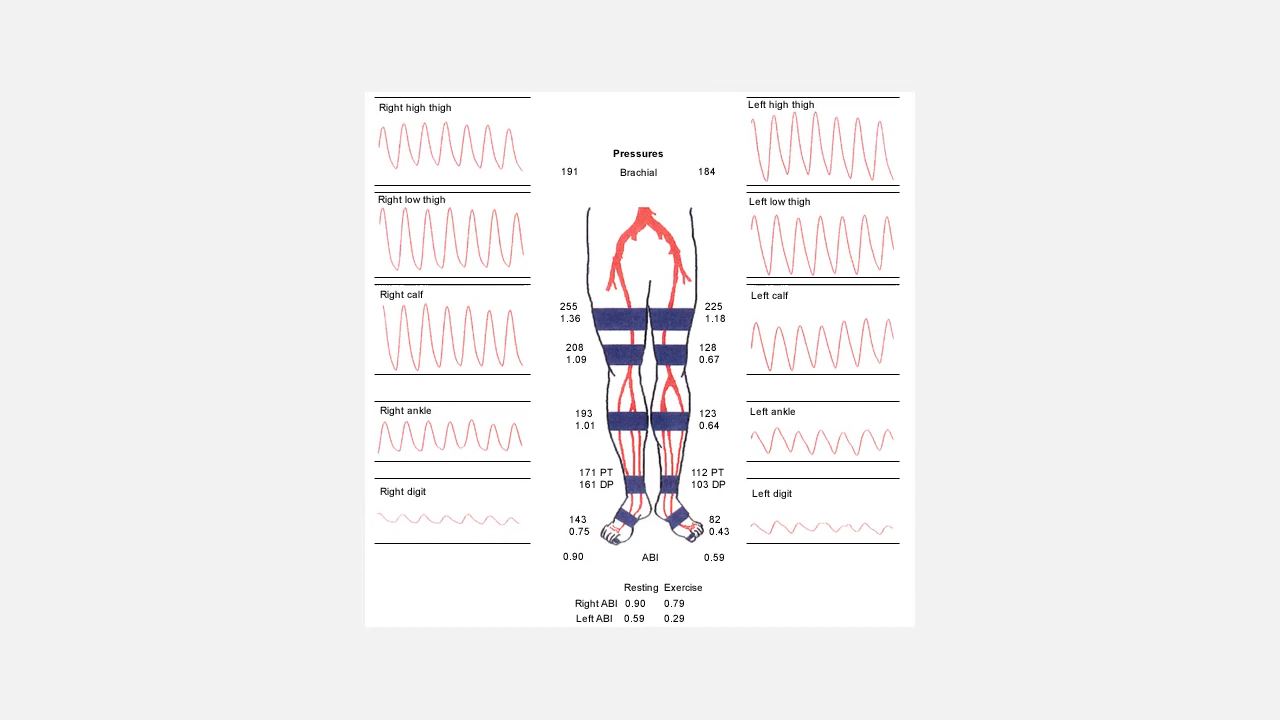 Right high thigh
Left high thigh
Pressures
191 Brachial 184
Right low thigh
Left low thigh
Right calf
Left calf
255
1.36
225
1.18
208
1.09
128
0.67
Right ankle
Left ankle
193
1.01
123
0.64
171 PT
161 DP
112 PT
103 DP
Right digit
Left digit
143
0.75
82
0.43
0.90 ABI 0.59
Resting Exercise
Right ABI 0.90 0.79
Left ABI 0.59 0.29